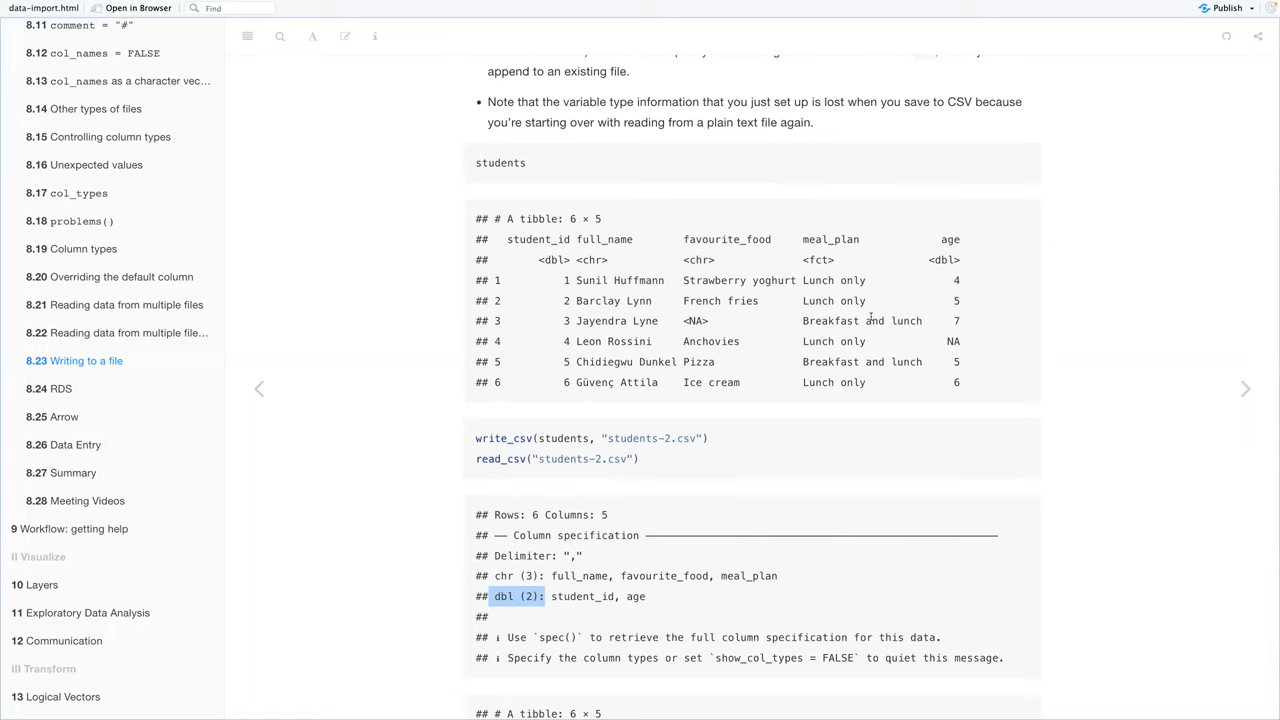 data-import.html
Open in Browser
Find
Publish
8.11 comment = "#"
8.12 col_names = FALSE
8.13 col_names as a character vec...
8.14 Other types of files
8.15 Controlling column types
8.16 Unexpected values
8.17 col_types
8.18 problems()
8.19 Column types
8.20 Overriding the default column
8.21 Reading data from multiple files
8.22 Reading data from multiple file...
8.23 Writing to a file
8.24 RDS
8.25 Arrow
8.26 Data Entry
8.27 Summary
8.28 Meeting Videos
9 Workflow: getting help
II Visualize
10 Layers
11 Exploratory Data Analysis
12 Communication
III Transform
13 Logical Vectors
append to an existing file.
• Note that the variable type information that you just set up is lost when you save to CSV because
you're starting over with reading from a plain text file again.
students
## # A tibble: 6 × 5
## student_id full_name favourite_food meal_plan age
## <dbl> <chr> <chr> <fct> <dbl>
## 1 1 Sunil Huffmann Strawberry yoghurt Lunch only 4
## 2 2 Barclay Lynn French fries Lunch only 5
## 3 3 Jayendra Lyne <NA> Breakfast and lunch 7
## 4 4 Leon Rossini Anchovies Lunch only NA
## 5 5 Chidiegwu Dunkel Pizza Breakfast and lunch 5
## 6 6 Güvenç Attila Ice cream Lunch only 6
write_csv(students, "students-2.csv")
read_csv("students-2.csv")
## Rows: 6 Columns: 5
## ── Column specification ──────────────────────────────
## Delimiter: ","
## chr (3): full_name, favourite_food, meal_plan
## dbl (2): student_id, age
##
## ℹ Use `spec()` to retrieve the full column specification for this data.
## ℹ Specify the column types or set `show_col_types = FALSE` to quiet this message.
## # A tibble: 6 × 5